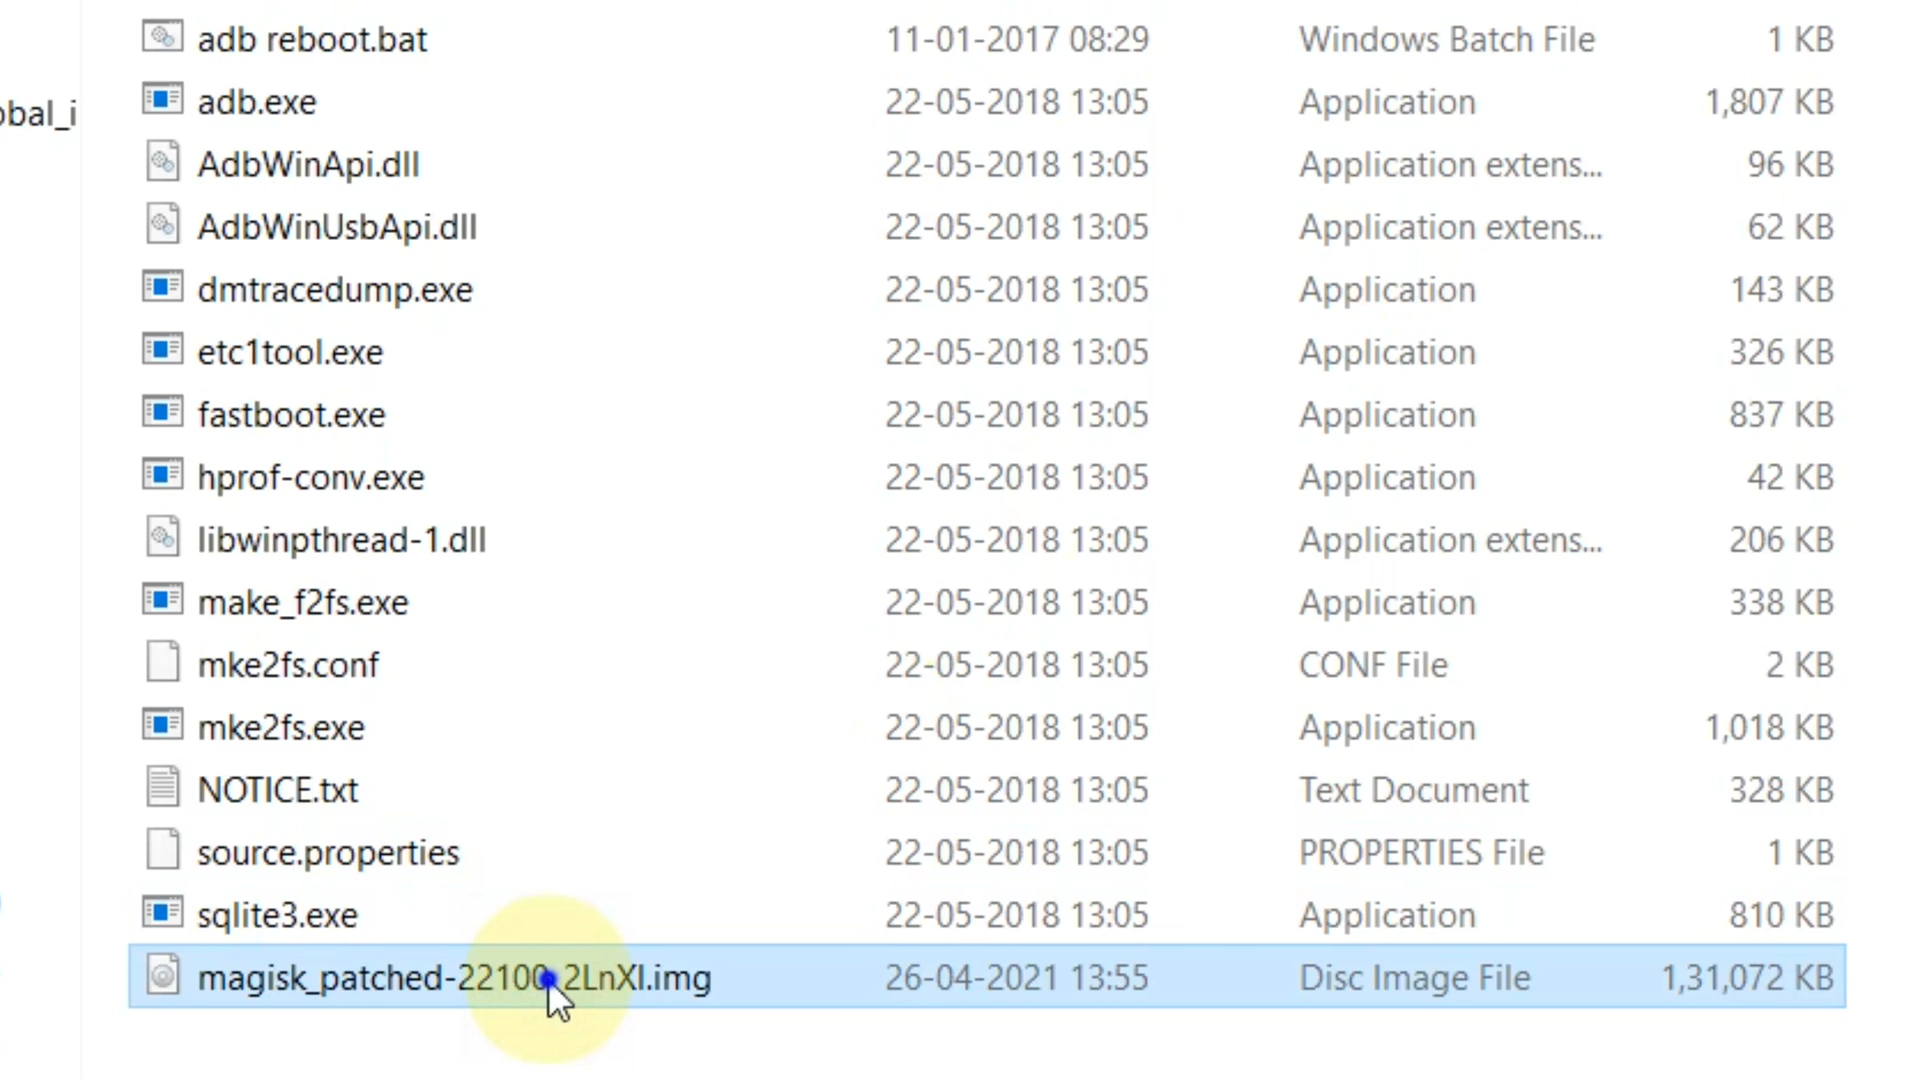 adb reboot.bat 11-01-2017 08:29 Windows Batch File 1 KB
adb.exe 22-05-2018 13:05 Application 1,807 KB
obal_i
AdbWinApi.dll 22-05-2018 13:05 Application extens... 96 KB
AdbWinUsbApi.dll 22-05-2018 13:05 Application extens... 62 KB
dmtracedump.exe 22-05-2018 13:05 Application 143 KB
etc1tool.exe 22-05-2018 13:05 Application 326 KB
fastboot.exe 22-05-2018 13:05 Application 837 KB
hprof-conv.exe 22-05-2018 13:05 Application 42 KB
libwinpthread-1.dll 22-05-2018 13:05 Application extens... 206 KB
make_f2fs.exe 22-05-2018 13:05 Application 338 KB
mke2fs.conf 22-05-2018 13:05 CONF File 2 KB
mke2fs.exe 22-05-2018 13:05 Application 1,018 KB
NOTICE.txt 22-05-2018 13:05 Text Document 328 KB
source.properties 22-05-2018 13:05 PROPERTIES File 1 KB
sqlite3.exe 22-05-2018 13:05 Application 810 KB
magisk_patched-22100_2LnXI.img 26-04-2021 13:55 Disc Image File 1,31,072 KB